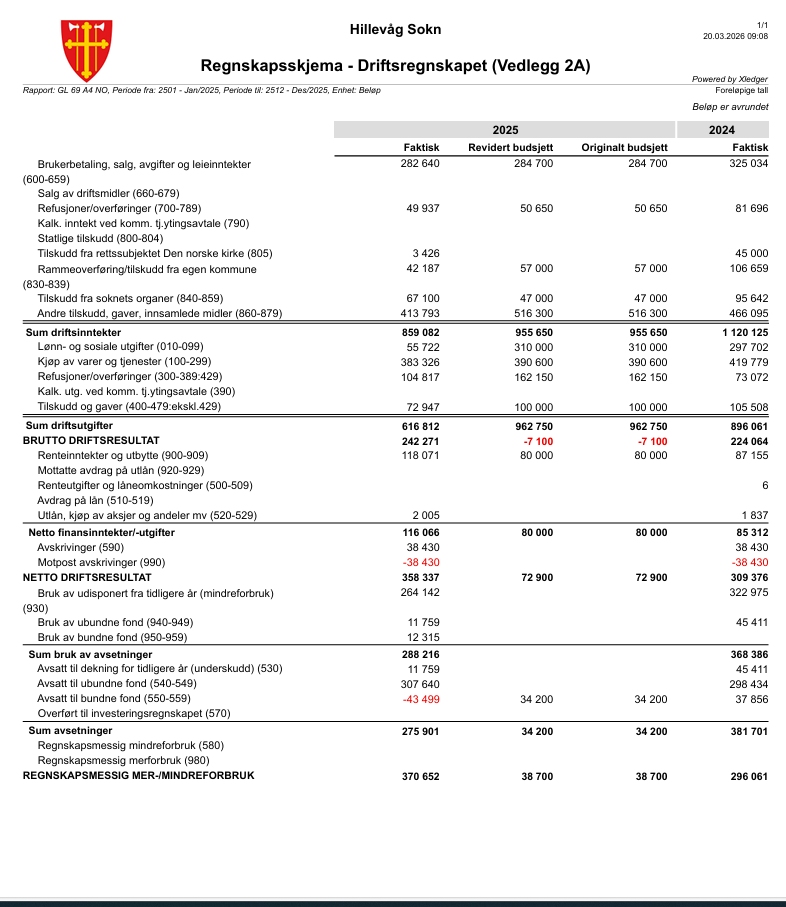 Hillevåg Sokn
1/1
20.03.2026 09:08
Regnskapsskjema - Driftsregnskapet (Vedlegg 2A)
Powered by Xledger
Rapport: GL 69 A4 NO, Periode fra: 2501 - Jan/2025, Periode til: 2512 - Des/2025, Enhet: Beløp
Foreløpige tall
Beløp er avrundet
2025 2024
Faktisk Revidert budsjett Originalt budsjett Faktisk
Brukerbetaling, salg, avgifter og leieinntekter 282 640 284 700 284 700 325 034
(600-659)
Salg av driftsmidler (660-679)
Refusjoner/overføringer (700-789) 49 937 50 650 50 650 81 696
Kalk. inntekt ved komm. tj.ytingsavtale (790)
Statlige tilskudd (800-804)
Tilskudd fra rettssubjektet Den norske kirke (805) 3 426 45 000
Rammeoverføring/tilskudd fra egen kommune 42 187 57 000 57 000 106 659
(830-839)
Tilskudd fra soknets organer (840-859) 67 100 47 000 47 000 95 642
Andre tilskudd, gaver, innsamlede midler (860-879) 413 793 516 300 516 300 466 095
Sum driftsinntekter 859 082 955 650 955 650 1 120 125
Lønn- og sosiale utgifter (010-099) 55 722 310 000 310 000 297 702
Kjøp av varer og tjenester (100-299) 383 326 390 600 390 600 419 779
Refusjoner/overføringer (300-389:429) 104 817 162 150 162 150 73 072
Kalk. utg. ved komm. tj.ytingsavtale (390)
Tilskudd og gaver (400-479:ekskl.429) 72 947 100 000 100 000 105 508
Sum driftsutgifter 616 812 962 750 962 750 896 061
BRUTTO DRIFTSRESULTAT 242 271 -7 100 -7 100 224 064
Renteinntekter og utbytte (900-909) 118 071 80 000 80 000 87 155
Mottatte avdrag på utlån (920-929)
Renteutgifter og låneomkostninger (500-509) 6
Avdrag på lån (510-519)
Utlån, kjøp av aksjer og andeler mv (520-529) 2 005 1 837
Netto finansinntekter/-utgifter 116 066 80 000 80 000 85 312
Avskrivinger (590) 38 430 38 430
Motpost avskrivinger (990) -38 430 -38 430
NETTO DRIFTSRESULTAT 358 337 72 900 72 900 309 376
Bruk av udisponert fra tidligere år (mindreforbruk) 264 142 322 975
(930)
Bruk av ubundne fond (940-949) 11 759 45 411
Bruk av bundne fond (950-959) 12 315
Sum bruk av avsetninger 288 216 368 386
Avsatt til dekning for tidligere år (underskudd) (530) 11 759 45 411
Avsatt til ubundne fond (540-549) 307 640 298 434
Avsatt til bundne fond (550-559) -43 499 34 200 34 200 37 856
Overført til investeringsregnskapet (570)
Sum avsetninger 275 901 34 200 34 200 381 701
Regnskapsmessig mindreforbruk (580)
Regnskapsmessig merforbruk (980)
REGNSKAPSMESSIG MER-/MINDREFORBRUK 370 652 38 700 38 700 296 061